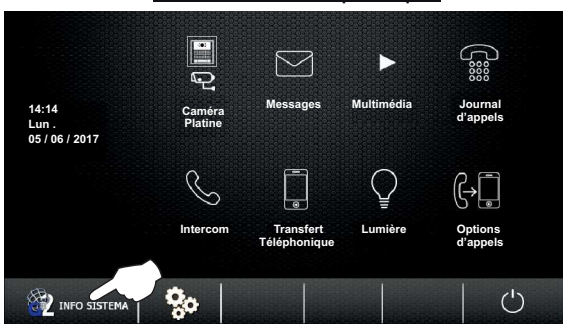 14:14
Lun .
05 / 06 / 2017
Caméra
Platine
Messages
Multimédia
Journal
d'appels
Intercom
Transfert
Téléphonique
Lumière
Options
d'appels
G2 INFO SISTEMA